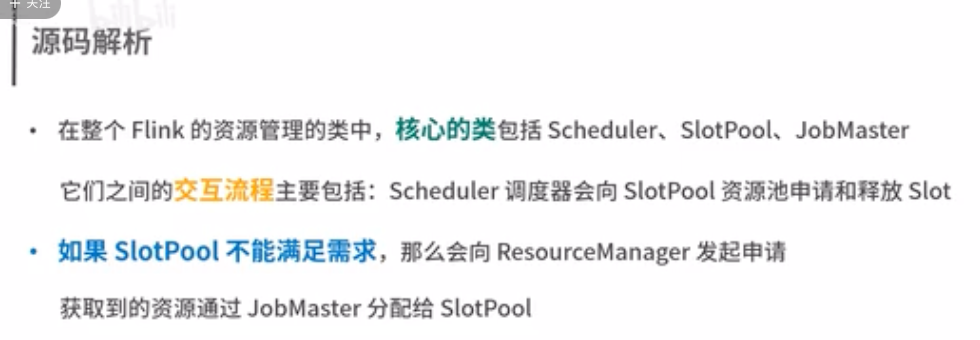 + 关注
bilibili
源码解析
• 在整个 Flink 的资源管理的类中，核心的类包括 Scheduler、SlotPool、JobMaster
它们之间的交互流程主要包括：Scheduler 调度器会向 SlotPool 资源池申请和释放 Slot
• 如果 SlotPool 不能满足需求，那么会向 ResourceManager 发起申请
获取到的资源通过 JobMaster 分配给 SlotPool